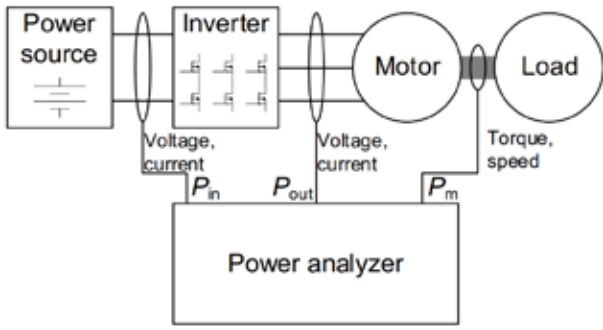 Power
source
Inverter
Motor
Load
Voltage,
current
Voltage,
current
Torque,
speed
Pin
Pout
Pm
Power analyzer